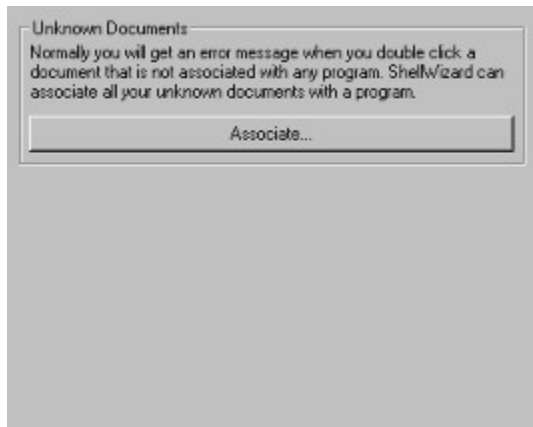 Unknown Documents
Normally you will get an error message when you double click a
document that is not associated with any program. ShellWizard can
associate all your unknown documents with a program.
Associate...